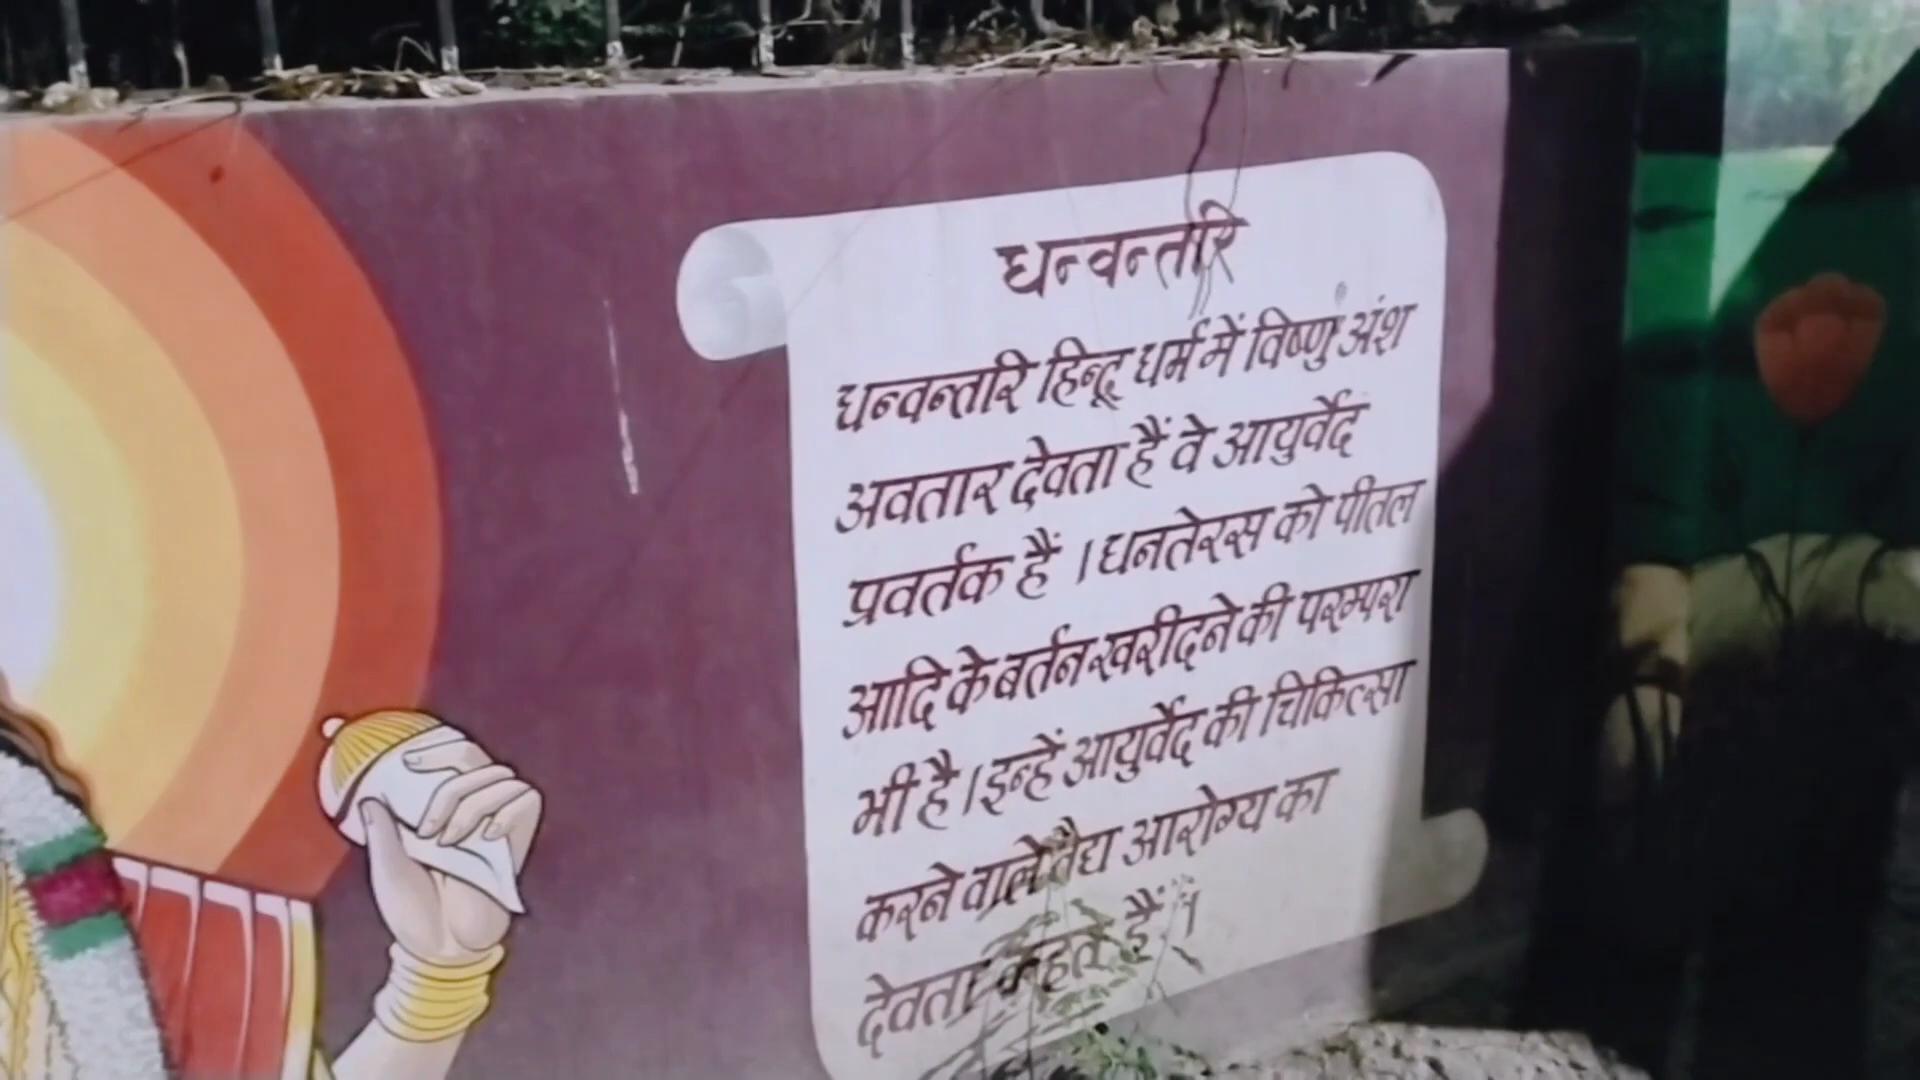 धन्वन्तरि
धन्वन्तरि हिन्दू धर्म में विष्णु अंश
अवतार देवता हैं वे आयुर्वेद
प्रवर्तक हैं । धनतेरस को पीतल
आदि के बर्तन खरीदने की परम्परा
भी है । इन्हें आयुर्वेद की चिकित्सा
करने वाले वैद्य आरोग्य का
देवता कहते हैं ।